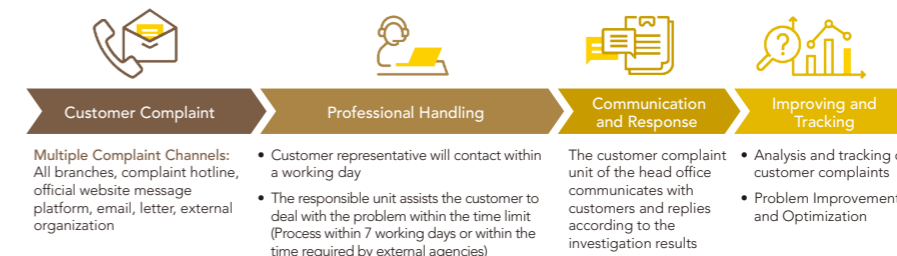 Customer Complaint
Professional Handling
Communication
and Response
Improving and
Tracking
Multiple Complaint Channels:
All branches, complaint hotline,
official website message
platform, email, letter, external
organization
• Customer representative will contact within
a working day
• The responsible unit assists the customer to
deal with the problem within the time limit
(Process within 7 working days or within the
time required by external agencies)
The customer complaint
unit of the head office
communicates with
customers and replies
according to the
investigation results
• Analysis and tracking
customer complaints
• Problem Improvement
and Optimization